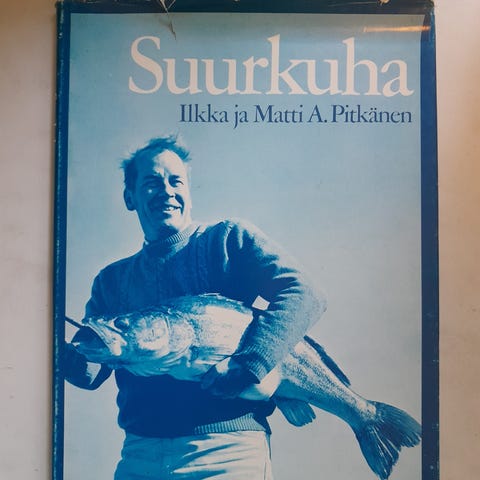 Suurkuha
Ilkka ja Matti A. Pitkänen